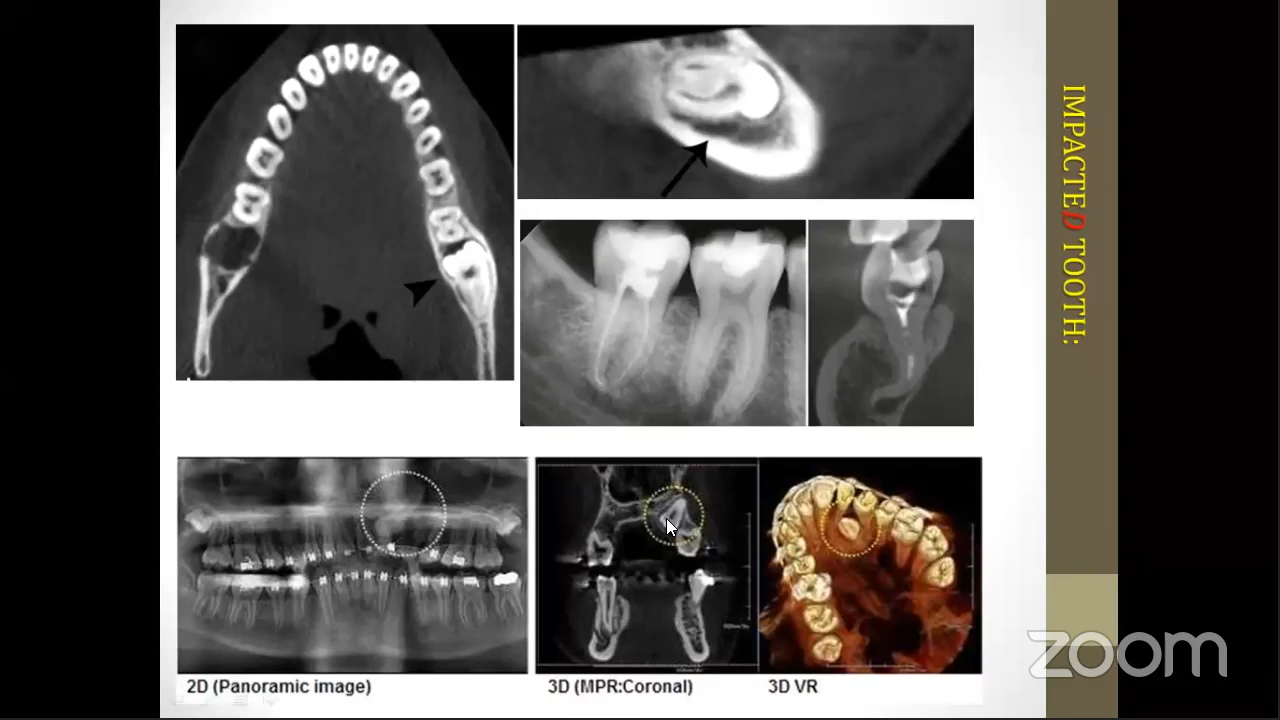 IMPACTED TOOTH:
2D (Panoramic image)
3D (MPR:Coronal)
3D VR
zoom